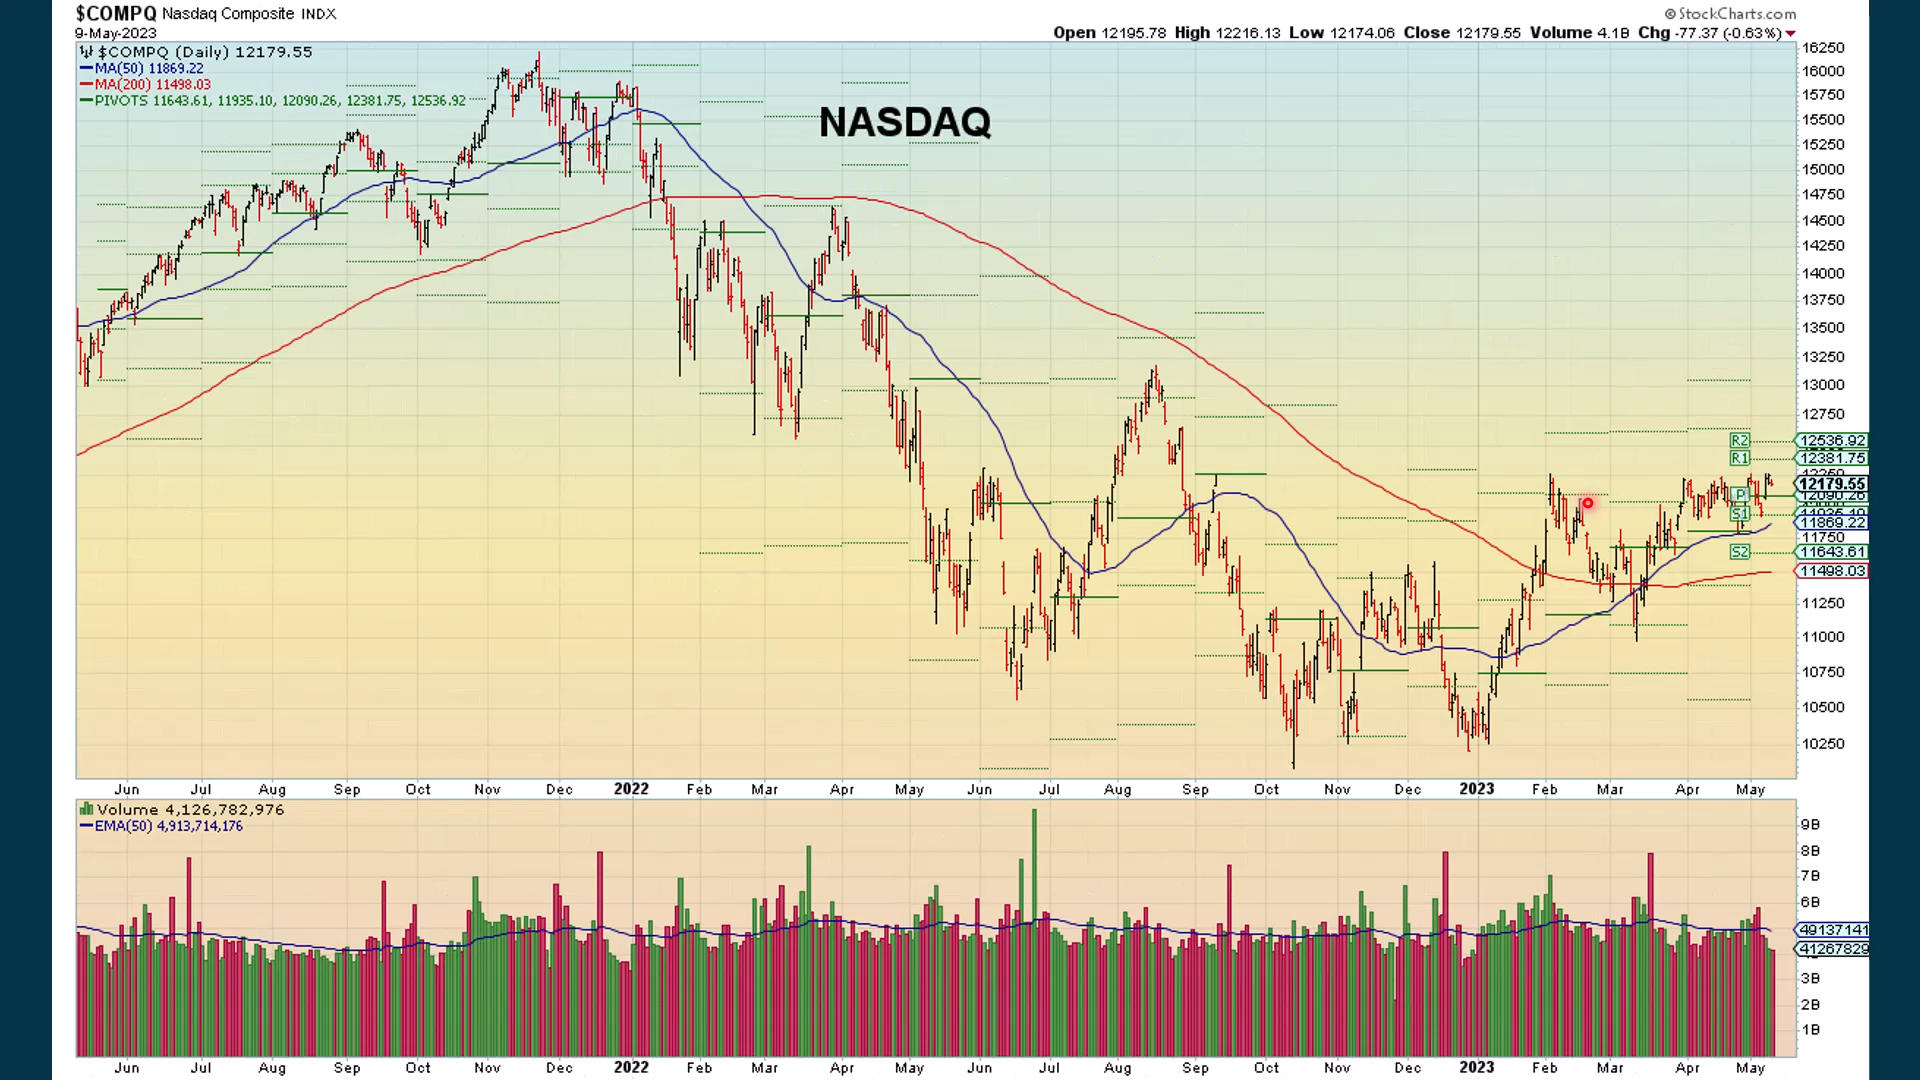 $COMPQ Nasdaq Composite INDX © StockCharts.com
9-May-2023 Open 12195.78 High 12216.13 Low 12174.06 Close 12179.55 Volume 4.1B Chg -77.37 (-0.63%)
$COMPQ (Daily) 12179.55
MA(50) 11869.22
MA(200) 11498.03
PIVOTS 11643.61, 11935.10, 12090.26, 12381.75, 12536.92
NASDAQ
16250
16000
15750
15500
15250
15000
14750
14500
14250
14000
13750
13500
13250
13000
12750
R2 12536.92
R1 12381.75
12250
12179.55
P 12090.26
S1 11935.10
11869.22
11750
S2 11643.61
11498.03
11250
11000
10750
10500
10250
Jun Jul Aug Sep Oct Nov Dec 2022 Feb Mar Apr May Jun Jul Aug Sep Oct Nov Dec 2023 Feb Mar Apr May
Volume 4,126,782,976
EMA(50) 4,913,714,176
9B
8B
7B
6B
49137141
41267829
3B
2B
1B
Jun Jul Aug Sep Oct Nov Dec 2022 Feb Mar Apr May Jun Jul Aug Sep Oct Nov Dec 2023 Feb Mar Apr May